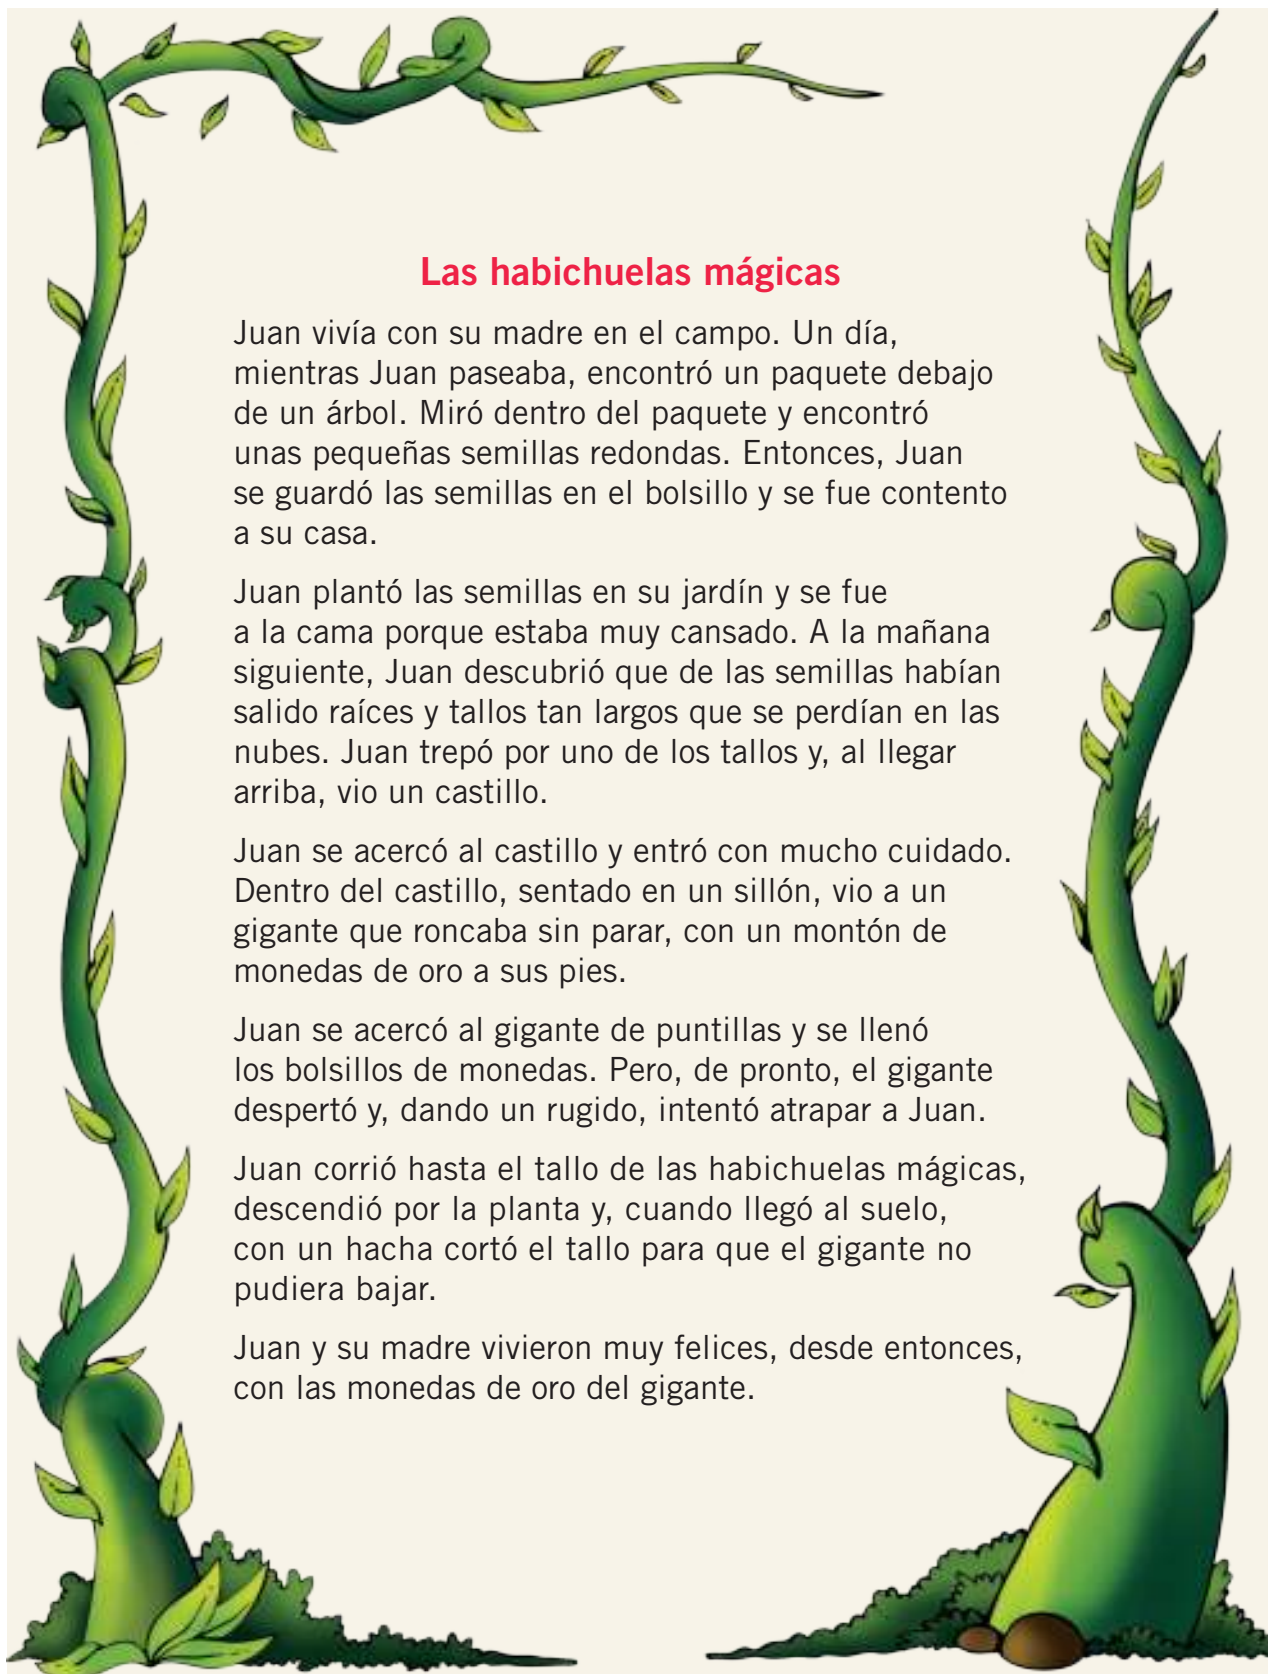 Las habichuelas mágicas
Juan vivía con su madre en el campo. Un día,
mientras Juan paseaba, encontró un paquete debajo
de un árbol. Miró dentro del paquete y encontró
unas pequeñas semillas redondas. Entonces, Juan
se guardó las semillas en el bolsillo y se fue contento
a su casa.
Juan plantó las semillas en su jardín y se fue
a la cama porque estaba muy cansado. A la mañana
siguiente, Juan descubrió que de las semillas habían
salido raíces y tallos tan largos que se perdían en las
nubes. Juan trepó por uno de los tallos y, al llegar
arriba, vio un castillo.
Juan se acercó al castillo y entró con mucho cuidado.
Dentro del castillo, sentado en un sillón, vio a un
gigante que roncaba sin parar, con un montón de
monedas de oro a sus pies.
Juan se acercó al gigante de puntillas y se llenó
los bolsillos de monedas. Pero, de pronto, el gigante
despertó y, dando un rugido, intentó atrapar a Juan.
Juan corrió hasta el tallo de las habichuelas mágicas,
descendió por la planta y, cuando llegó al suelo,
con un hacha cortó el tallo para que el gigante no
pudiera bajar.
Juan y su madre vivieron muy felices, desde entonces,
con las monedas de oro del gigante.